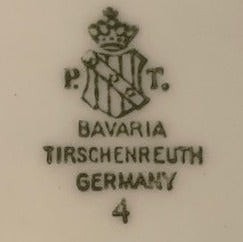 P. T.
BAVARIA
TIRSCHENREUTH
GERMANY
4